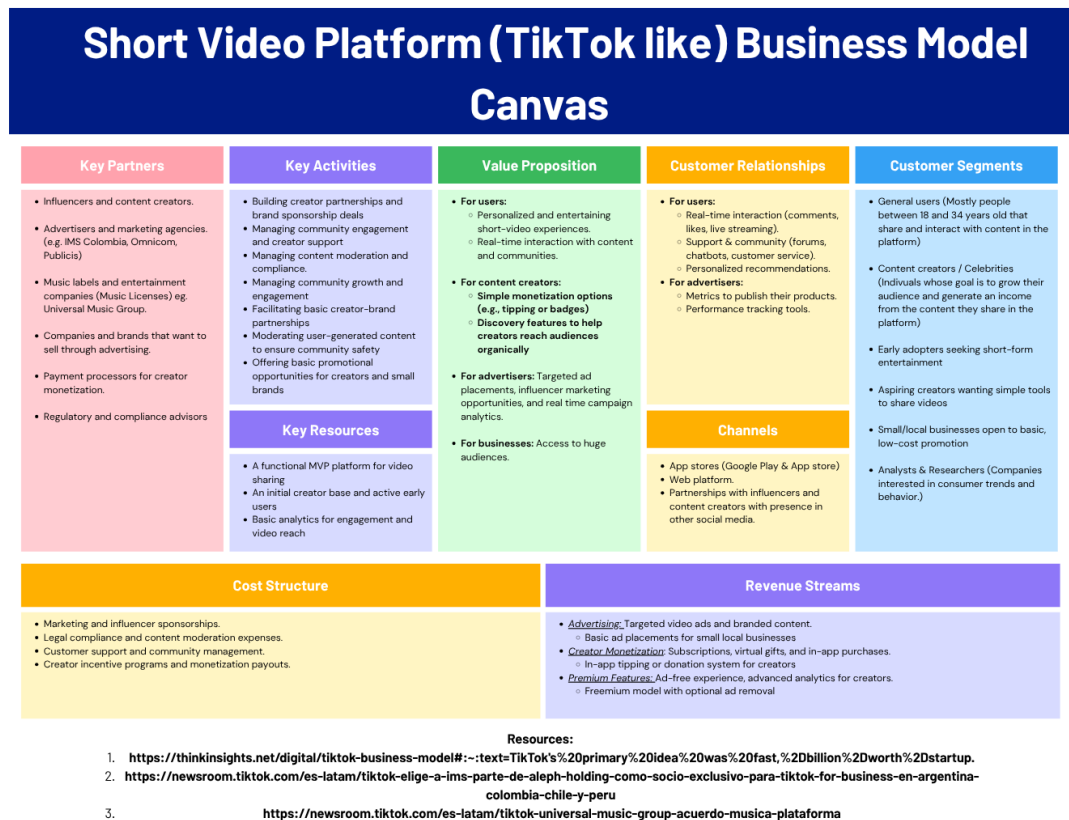 Short Video Platform (TikTok like) Business Model
Canvas
Key Partners
• Influencers and content creators.
• Advertisers and marketing agencies.
(e.g. IMS Colombia, Omnicom,
Publicis)
• Music labels and entertainment
companies (Music Licenses) eg.
Universal Music Group.
• Companies and brands that want to
sell through advertising.
• Payment processors for creator
monetization.
• Regulatory and compliance advisors
Key Activities
• Building creator partnerships and
brand sponsorship deals
• Managing community engagement
and creator support
• Managing content moderation and
compliance.
• Managing community growth and
engagement
• Facilitating basic creator-brand
partnerships
• Moderating user-generated content
to ensure community safety
• Offering basic promotional
opportunities for creators and small
brands
Key Resources
• A functional MVP platform for video
sharing
• An initial creator base and active early
users
• Basic analytics for engagement and
video reach
Value Proposition
• For users:
○ Personalized and entertaining
short-video experiences.
○ Real-time interaction with content
and communities.
• For content creators:
○ Simple monetization options
(e.g., tipping or badges)
○ Discovery features to help
creators reach audiences
organically
• For advertisers: Targeted ad
placements, influencer marketing
opportunities, and real time campaign
analytics.
• For businesses: Access to huge
audiences.
Customer Relationships
• For users:
○ Real-time interaction (comments,
likes, live streaming).
○ Support & community (forums,
chatbots, customer service).
○ Personalized recommendations.
• For advertisers:
○ Metrics to publish their products.
○ Performance tracking tools.
Channels
• App stores (Google Play & App store)
• Web platform.
• Partnerships with influencers and
content creators with presence in
other social media.
Customer Segments
• General users (Mostly people
between 18 and 34 years old that
share and interact with content in the
platform)
• Content creators / Celebrities
(Indivuals whose goal is to grow their
audience and generate an income
from the content they share in the
platform)
• Early adopters seeking short-form
entertainment
• Aspiring creators wanting simple tools
to share videos
• Small/local businesses open to basic,
low-cost promotion
• Analysts & Researchers (Companies
interested in consumer trends and
behavior.)
Cost Structure
• Marketing and influencer sponsorships.
• Legal compliance and content moderation expenses.
• Customer support and community management.
• Creator incentive programs and monetization payouts.
Revenue Streams
• Advertising: Targeted video ads and branded content.
○ Basic ad placements for small local businesses
• Creator Monetization: Subscriptions, virtual gifts, and in-app purchases.
○ In-app tipping or donation system for creators
• Premium Features: Ad-free experience, advanced analytics for creators.
○ Freemium model with optional ad removal
Resources:
1. https://thinkinsights.net/digital/tiktok-business-model#:~:text=TikTok's%20primary%20idea%20was%20fast,%2Dbillion%2Dworth%2Dstartup.
2. https://newsroom.tiktok.com/es-latam/tiktok-elige-a-ims-parte-de-aleph-holding-como-socio-exclusivo-para-tiktok-for-business-en-argentina-
colombia-chile-y-peru
3. https://newsroom.tiktok.com/es-latam/tiktok-universal-music-group-acuerdo-musica-plataforma